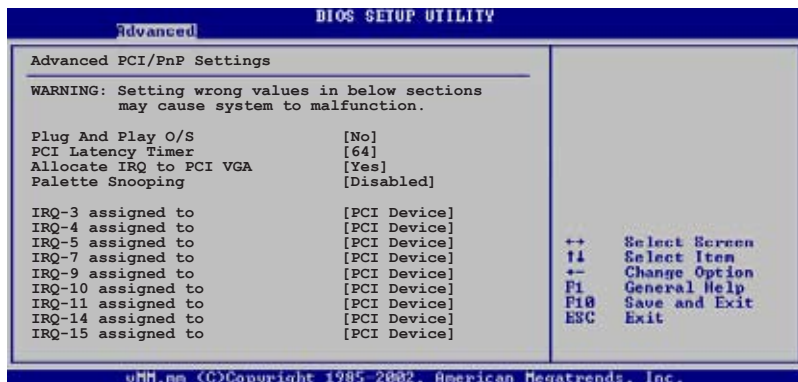 BIOS SETUP UTILITY
Advanced
Advanced PCI/PnP Settings
WARNING: Setting wrong values in below sections
may cause system to malfunction.
Plug And Play O/S [No]
PCI Latency Timer [64]
Allocate IRQ to PCI VGA [Yes]
Palette Snooping [Disabled]
IRQ-3 assigned to [PCI Device]
IRQ-4 assigned to [PCI Device]
IRQ-5 assigned to [PCI Device]
IRQ-7 assigned to [PCI Device]
IRQ-9 assigned to [PCI Device]
IRQ-10 assigned to [PCI Device]
IRQ-11 assigned to [PCI Device]
IRQ-14 assigned to [PCI Device]
IRQ-15 assigned to [PCI Device]
↔ Select Screen
↑↓ Select Item
+- Change Option
F1 General Help
F10 Save and Exit
ESC Exit
vMM.mm (C)Copyright 1985-2002, American Megatrends, Inc.